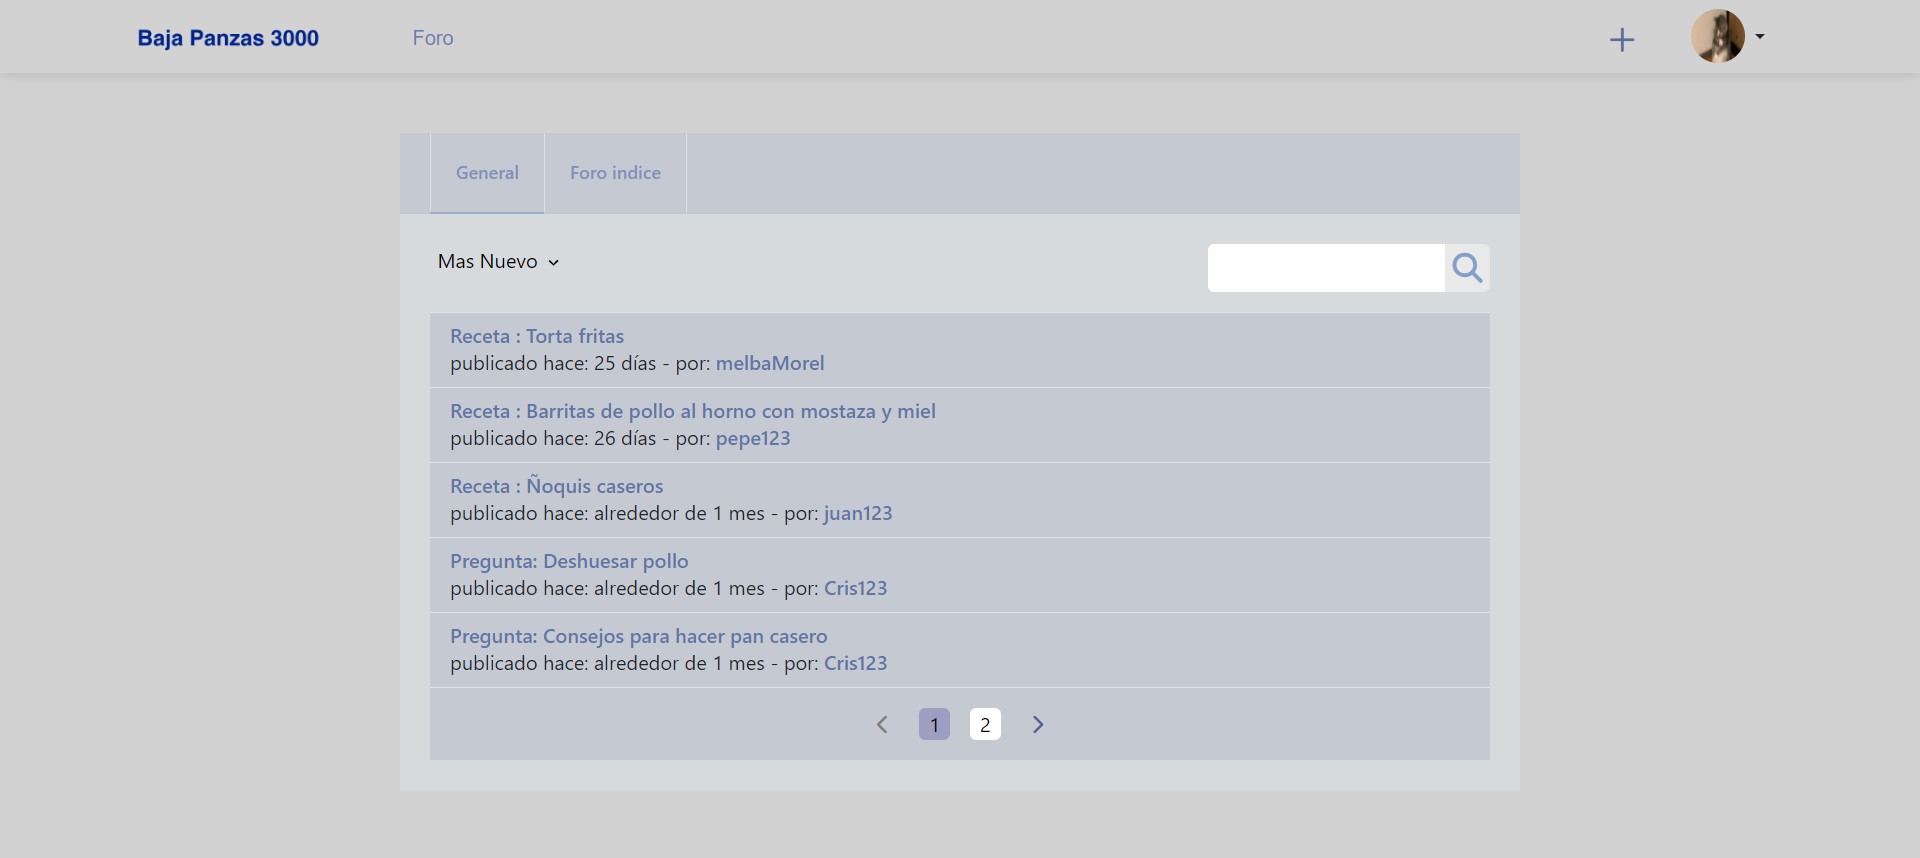 Baja Panzas 3000
Foro
General
Foro indice
Mas Nuevo
Receta : Torta fritas
publicado hace: 25 días - por: melbaMorel
Receta : Barritas de pollo al horno con mostaza y miel
publicado hace: 26 días - por: pepe123
Receta : Ñoquis caseros
publicado hace: alrededor de 1 mes - por: juan123
Pregunta: Deshuesar pollo
publicado hace: alrededor de 1 mes - por: Cris123
Pregunta: Consejos para hacer pan casero
publicado hace: alrededor de 1 mes - por: Cris123
1 2